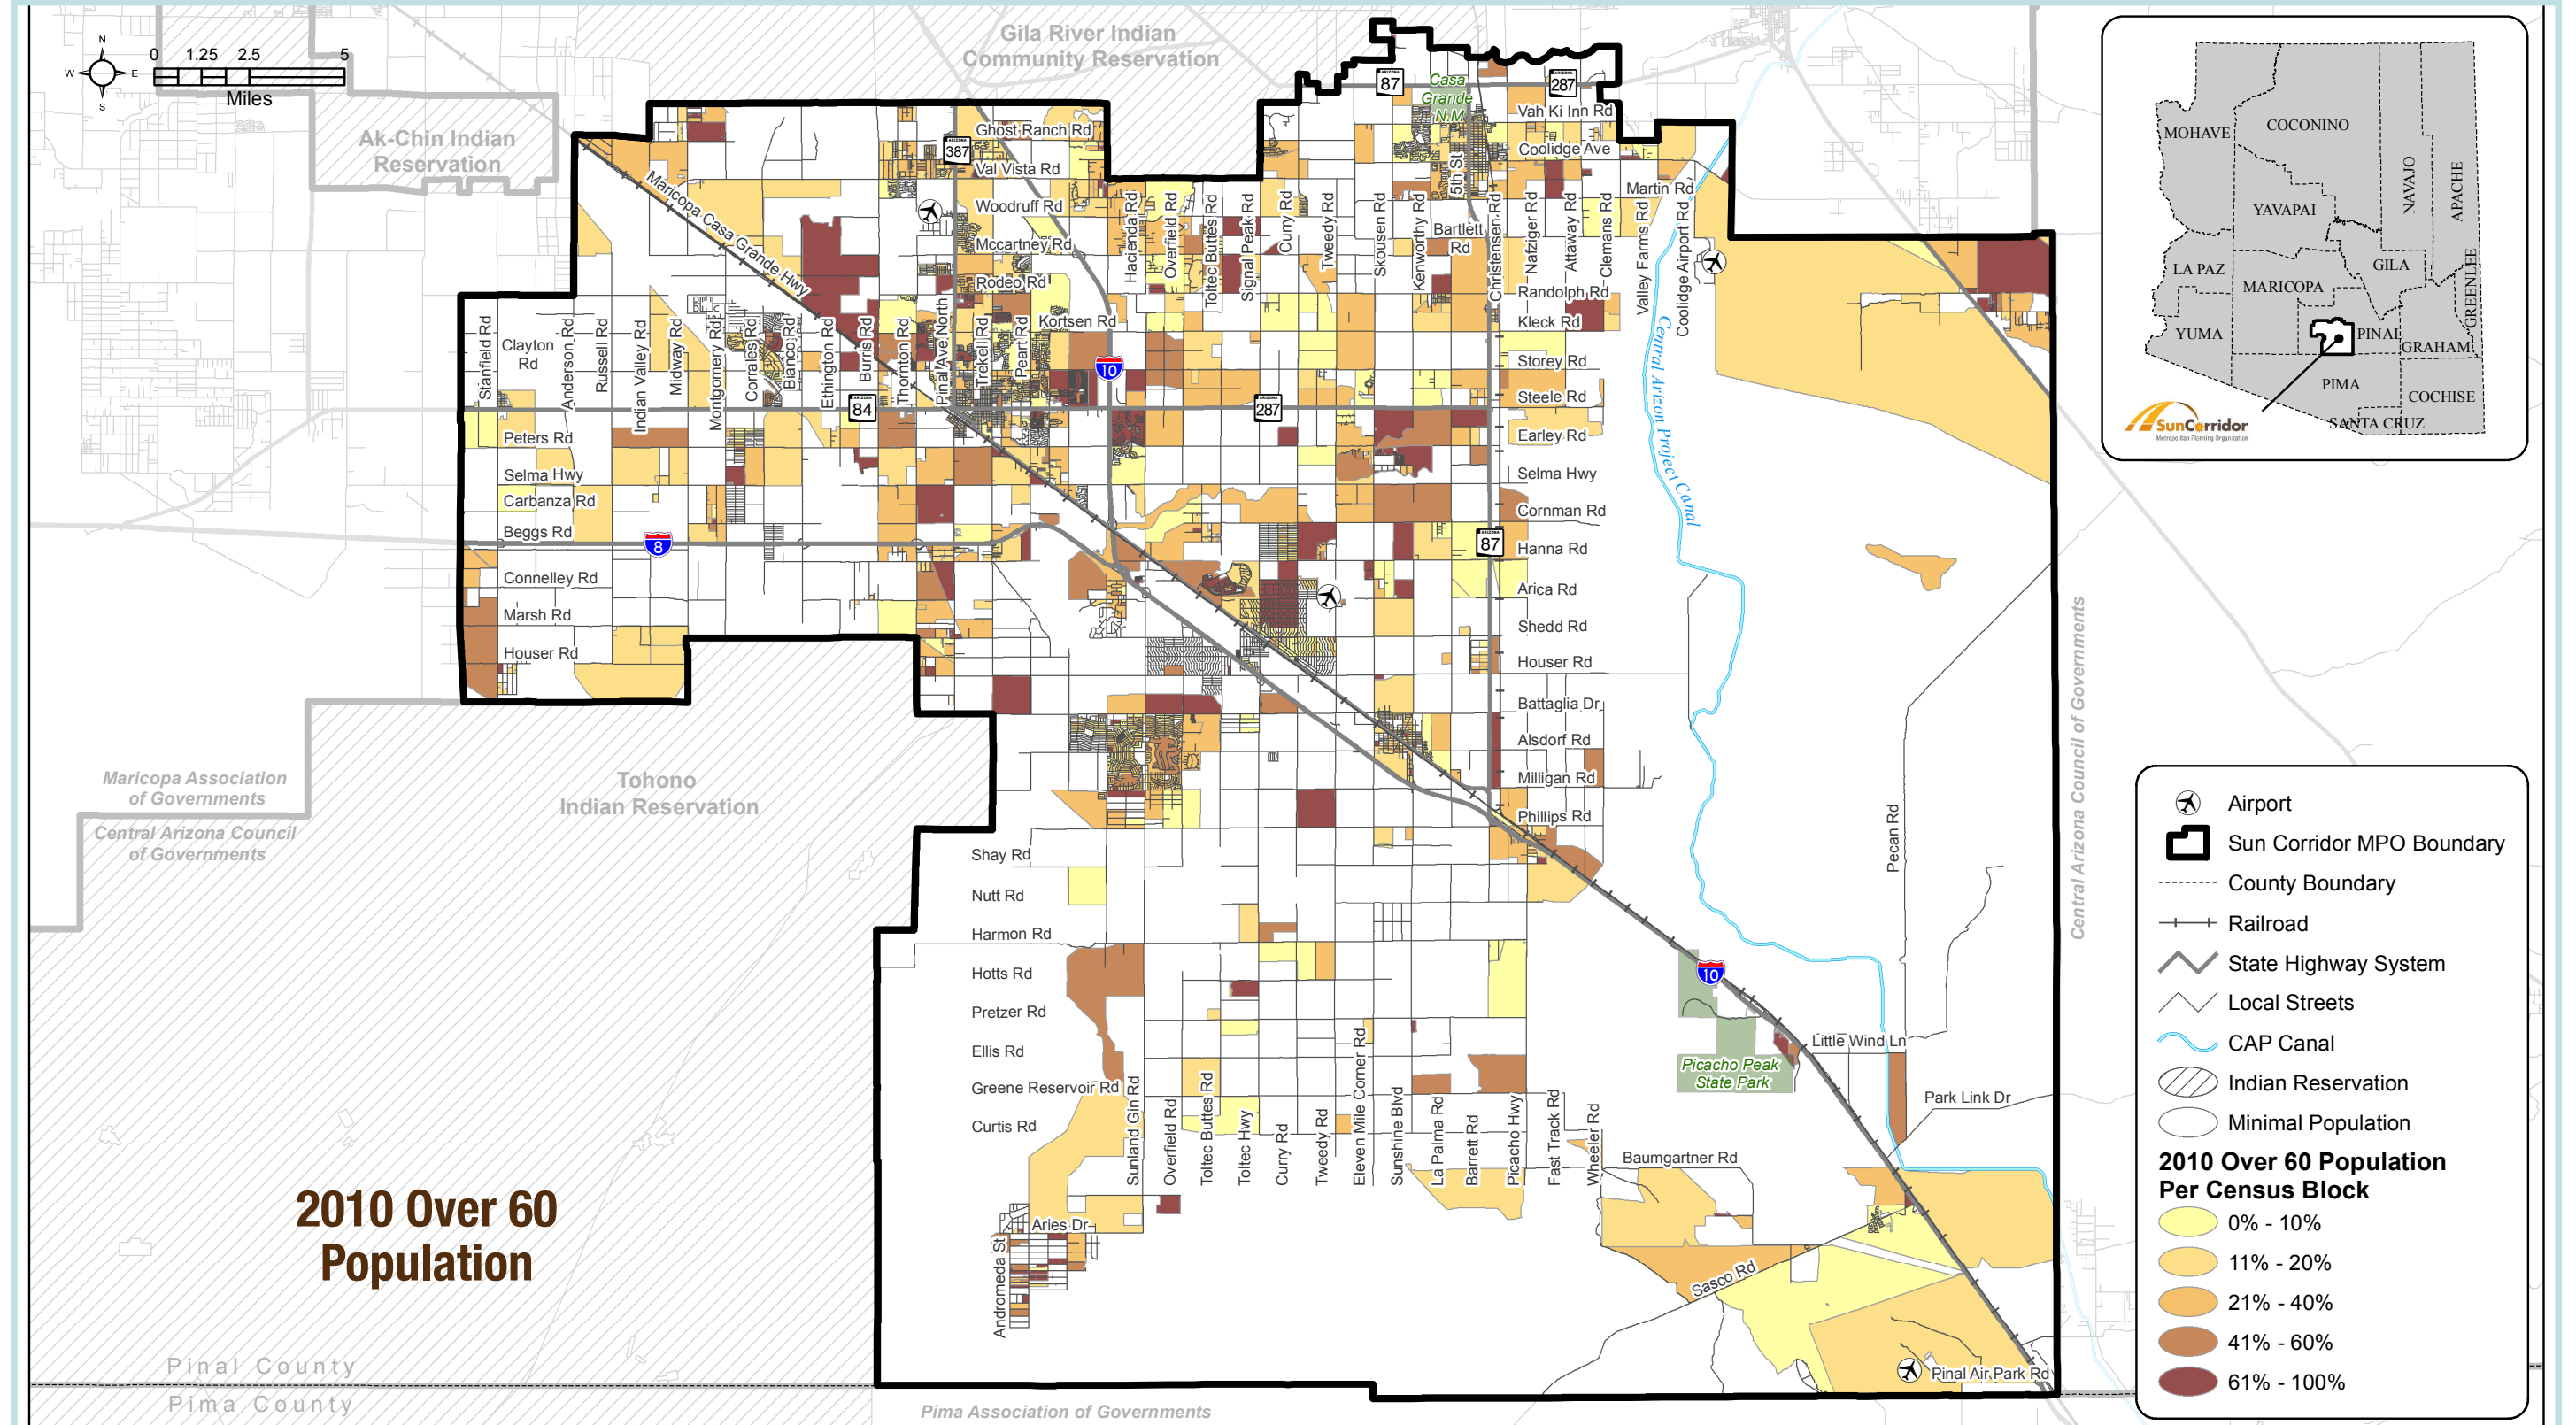 N
W
E
S
0 1.25 2.5 5
Miles
Gila River Indian
Community Reservation
Ak-Chin Indian
Reservation
Casa
Grande
N.M
ARIZONA
87
ARIZONA
287
Vah Ki Inn Rd
Ghost Ranch Rd
ARIZONA
387
Val Vista Rd
Coolidge Ave
5th St
Martin Rd
Maricopa Casa Grande Hwy
Woodruff Rd
Mccartney Rd
Rodeo Rd
Kortsen Rd
Hacienda Rd
Overfield Rd
Toltec Buttes Rd
Signal Peak Rd
Curry Rd
Tweedy Rd
Skousen Rd
Kenworthy Rd
Bartlett
Rd
Christensen Rd
Nafziger Rd
Attaway Rd
Clemans Rd
Valley Farms Rd
Coolidge Airport Rd
Randolph Rd
Kleck Rd
Storey Rd
Steele Rd
Earley Rd
Selma Hwy
Cornman Rd
Hanna Rd
Arica Rd
Shedd Rd
Houser Rd
Battaglia Dr
Alsdorf Rd
Milligan Rd
Phillips Rd
Central Arizona Project Canal
Stanfield Rd
Clayton
Rd
Anderson Rd
Russell Rd
Indian Valley Rd
Midway Rd
Montgomery Rd
Corrales Rd
Bianco Rd
Ethington Rd
Burris Rd
Thornton Rd
Pinal Ave North
Trekell Rd
Peart Rd
10
ARIZONA
84
ARIZONA
287
Peters Rd
Selma Hwy
Carbanza Rd
Beggs Rd
8
Connelley Rd
Marsh Rd
Houser Rd
ARIZONA
87
Maricopa Association
of Governments
Central Arizona Council
of Governments
Tohono
Indian Reservation
Shay Rd
Nutt Rd
Harmon Rd
Hotts Rd
Pretzer Rd
Ellis Rd
Greene Reservoir Rd
Curtis Rd
Sunland Gin Rd
Overfield Rd
Toltec Buttes Rd
Toltec Hwy
Curry Rd
Tweedy Rd
Eleven Mile Corner Rd
Sunshine Blvd
La Palma Rd
Barrett Rd
Picacho Hwy
Fast Track Rd
Wheeler Rd
Aries Dr
Andromeda St
10
Picacho Peak
State Park
Little Wind Ln
Pecan Rd
Park Link Dr
Baumgartner Rd
Sasco Rd
Pinal Air Park Rd
Central Arizona Council of Governments
Pima Association of Governments
Pinal County
Pima County
2010 Over 60
Population
MOHAVE
COCONINO
NAVAJO
APACHE
YAVAPAI
LA PAZ
GILA
MARICOPA
GREENLEE
YUMA
PINAL
GRAHAM
PIMA
COCHISE
SANTA CRUZ
SunCorridor
Metropolitan Planning Organization
Airport
Sun Corridor MPO Boundary
County Boundary
Railroad
State Highway System
Local Streets
CAP Canal
Indian Reservation
Minimal Population
2010 Over 60 Population
Per Census Block
0% - 10%
11% - 20%
21% - 40%
41% - 60%
61% - 100%